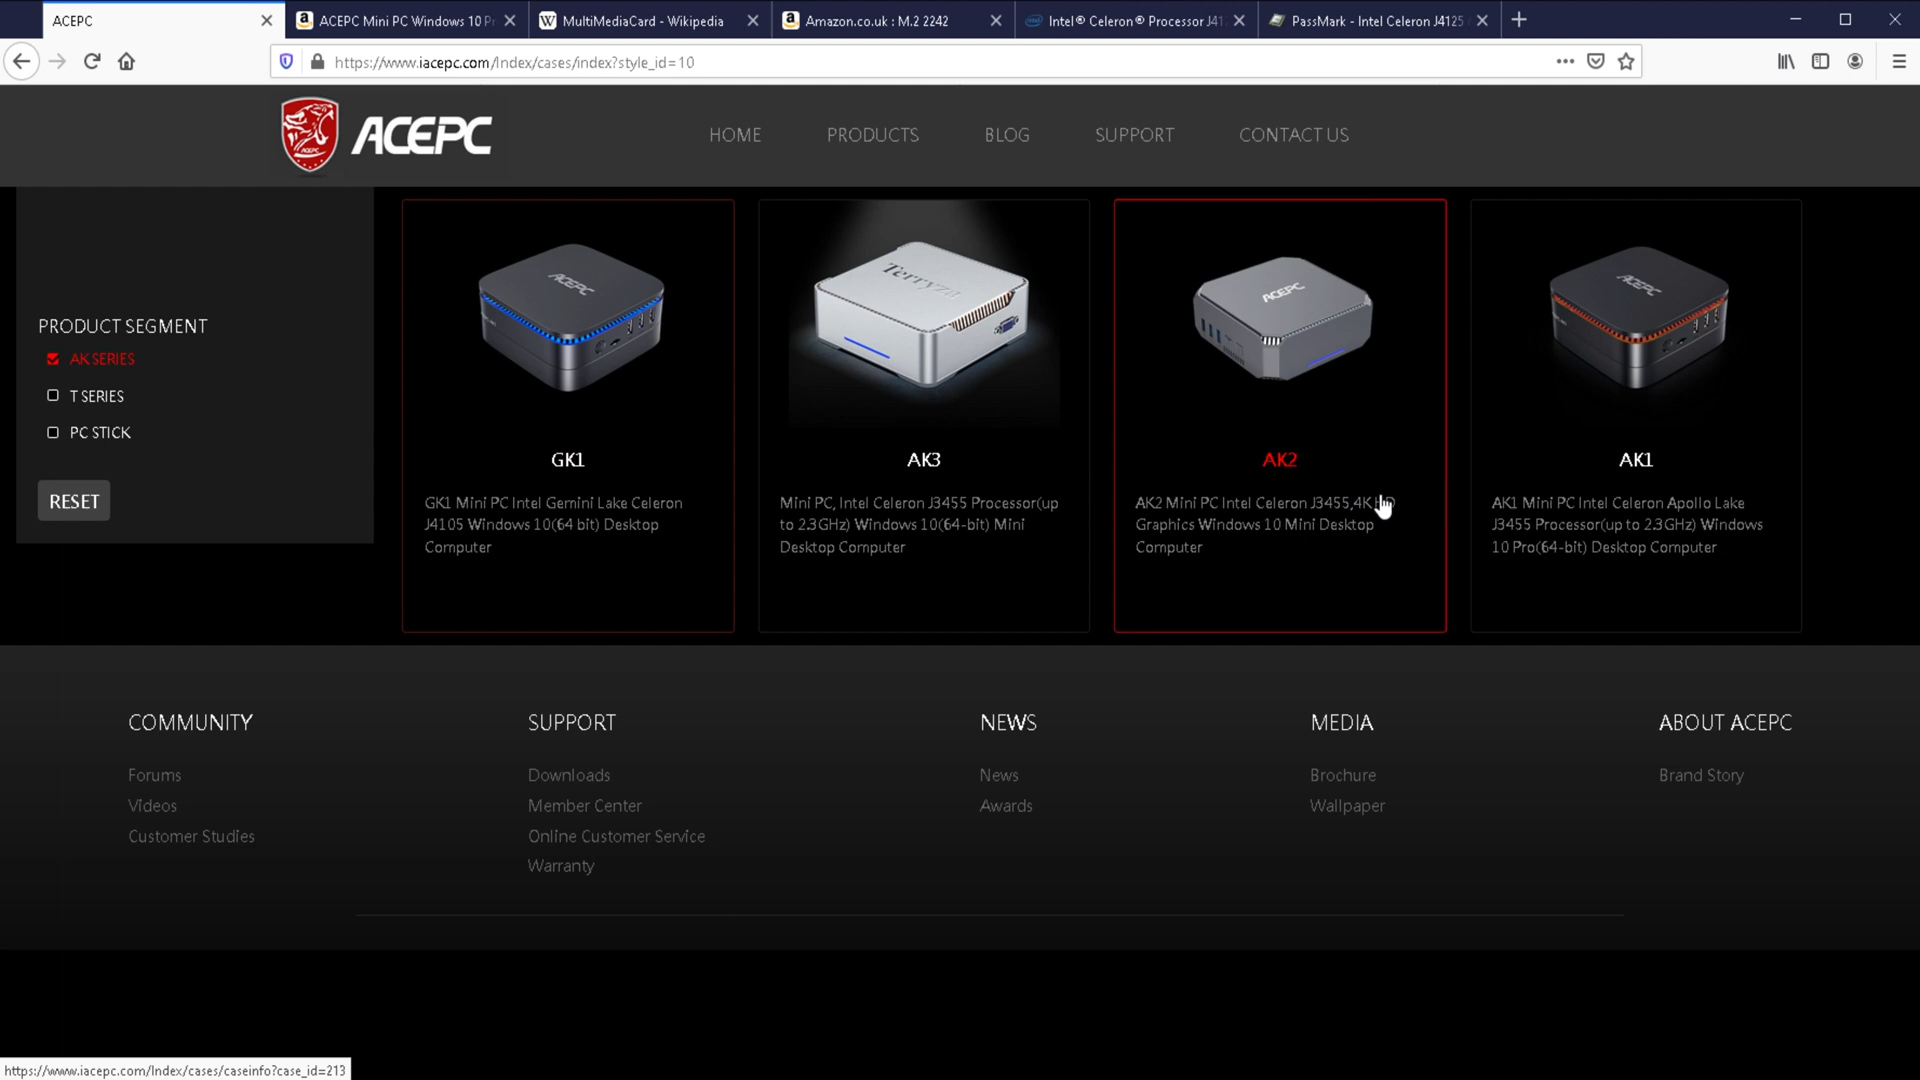 ACEPC
ACEPC Mini PC Windows 10 Pr
MultiMediaCard - Wikipedia
Amazon.co.uk : M.2 2242
Intel® Celeron® Processor J41
PassMark - Intel Celeron J4125
https://www.iacepc.com/Index/cases/index?style_id=10
ACEPC
HOME
PRODUCTS
BLOG
SUPPORT
CONTACT US
PRODUCT SEGMENT
AK SERIES
T SERIES
PC STICK
RESET
ACEPC
GK1
GK1 Mini PC Intel Gemini Lake Celeron
J4105 Windows 10(64 bit) Desktop
Computer
Terryza
AK3
Mini PC, Intel Celeron J3455 Processor(up
to 2.3GHz) Windows 10(64-bit) Mini
Desktop Computer
ACEPC
AK2
AK2 Mini PC Intel Celeron J3455,4K HD
Graphics Windows 10 Mini Desktop
Computer
ACEPC
AK1
AK1 Mini PC Intel Celeron Apollo Lake
J3455 Processor(up to 2.3GHz) Windows
10 Pro(64-bit) Desktop Computer
COMMUNITY
Forums
Videos
Customer Studies
SUPPORT
Downloads
Member Center
Online Customer Service
Warranty
NEWS
News
Awards
MEDIA
Brochure
Wallpaper
ABOUT ACEPC
Brand Story
https://www.iacepc.com/Index/cases/caseinfo?case_id=213